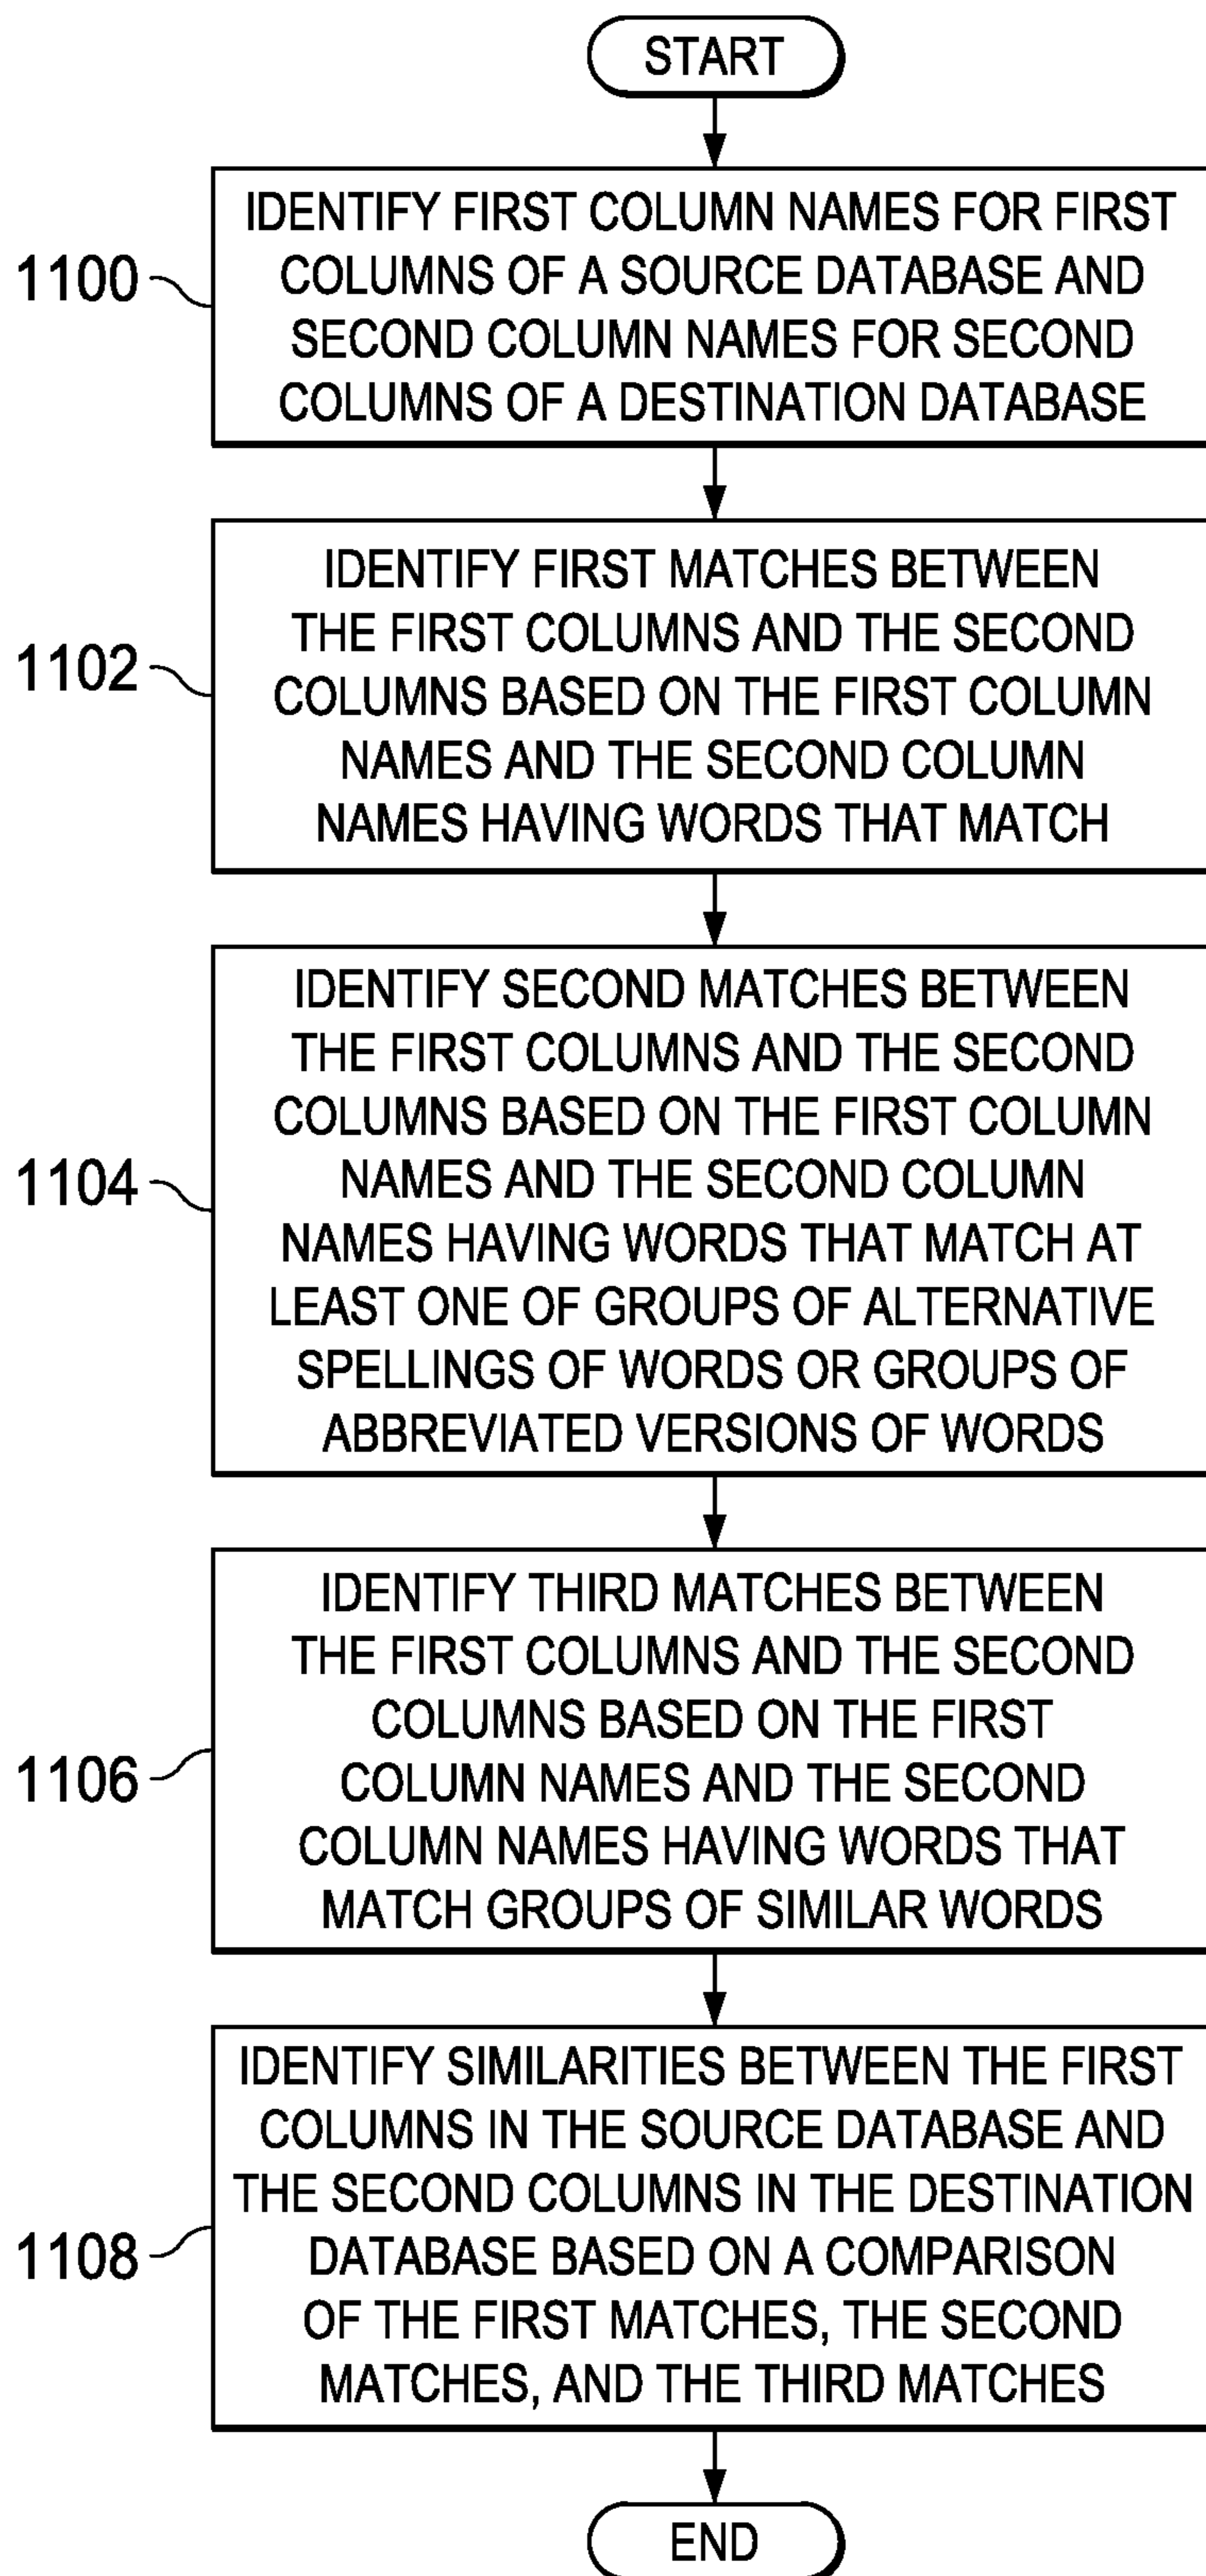 START
1100
IDENTIFY FIRST COLUMN NAMES FOR FIRST
COLUMNS OF A SOURCE DATABASE AND
SECOND COLUMN NAMES FOR SECOND
COLUMNS OF A DESTINATION DATABASE
1102
IDENTIFY FIRST MATCHES BETWEEN
THE FIRST COLUMNS AND THE SECOND
COLUMNS BASED ON THE FIRST COLUMN
NAMES AND THE SECOND COLUMN
NAMES HAVING WORDS THAT MATCH
1104
IDENTIFY SECOND MATCHES BETWEEN
THE FIRST COLUMNS AND THE SECOND
COLUMNS BASED ON THE FIRST COLUMN
NAMES AND THE SECOND COLUMN
NAMES HAVING WORDS THAT MATCH AT
LEAST ONE OF GROUPS OF ALTERNATIVE
SPELLINGS OF WORDS OR GROUPS OF
ABBREVIATED VERSIONS OF WORDS
1106
IDENTIFY THIRD MATCHES BETWEEN
THE FIRST COLUMNS AND THE SECOND
COLUMNS BASED ON THE FIRST
COLUMN NAMES AND THE SECOND
COLUMN NAMES HAVING WORDS THAT
MATCH GROUPS OF SIMILAR WORDS
1108
IDENTIFY SIMILARITIES BETWEEN THE FIRST
COLUMNS IN THE SOURCE DATABASE AND
THE SECOND COLUMNS IN THE DESTINATION
DATABASE BASED ON A COMPARISON
OF THE FIRST MATCHES, THE SECOND
MATCHES, AND THE THIRD MATCHES
END